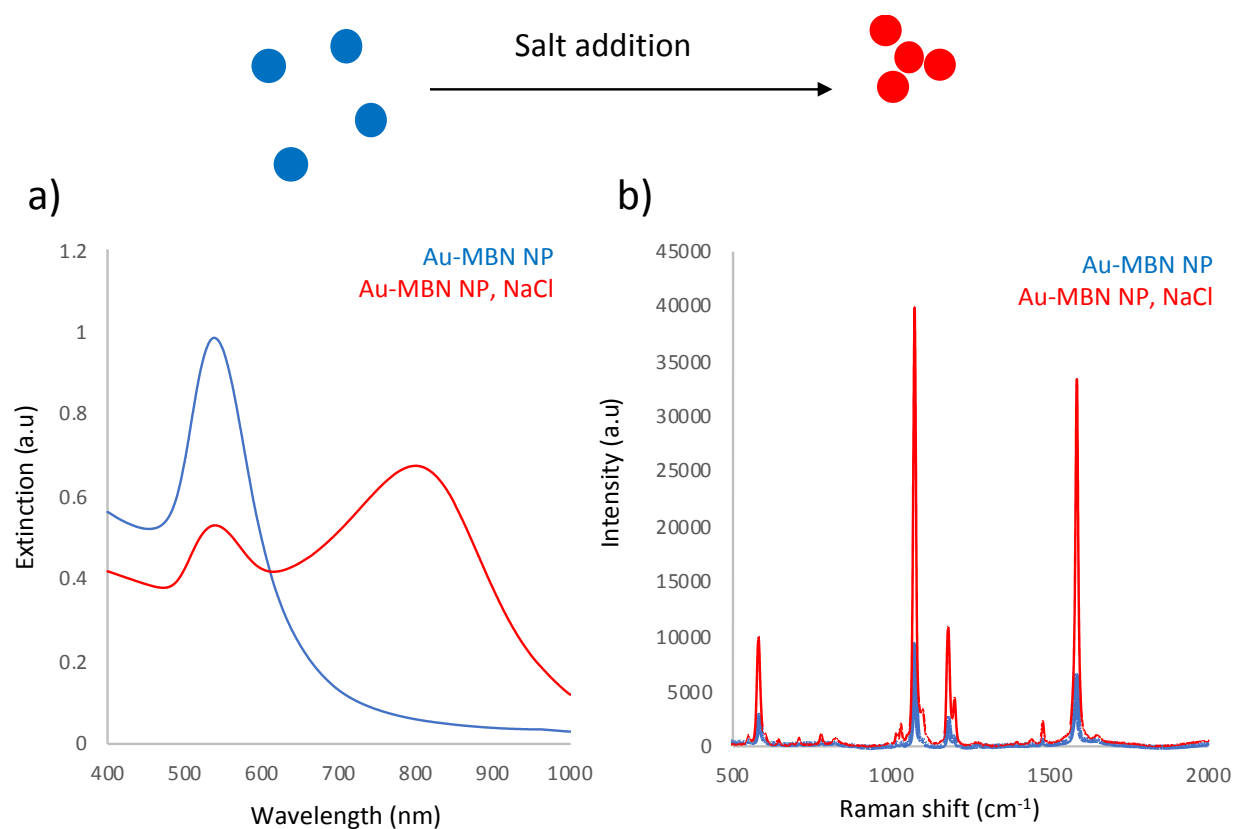 Salt addition
a)
Au-MBN NP
Au-MBN NP, NaCl
1.2
1
0.8
0.6
0.4
0.2
0
400 500 600 700 800 900 1000
Extinction (a.u)
Wavelength (nm)
b)
Au-MBN NP
Au-MBN NP, NaCl
45000
40000
35000
30000
25000
20000
15000
10000
5000
0
500 1000 1500 2000
Intensity (a.u)
Raman shift (cm⁻¹)